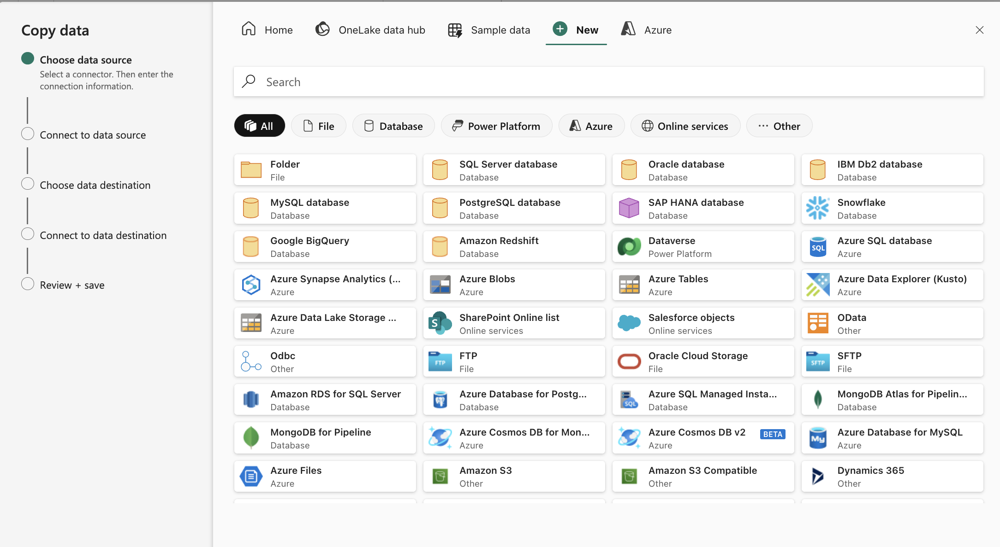 Copy data
Choose data source
Select a connector. Then enter the
connection information.
Connect to data source
Choose data destination
Connect to data destination
Review + save
Home
OneLake data hub
Sample data
New
Azure
Search
All
File
Database
Power Platform
Azure
Online services
Other
Folder
File
SQL Server database
Database
Oracle database
Database
IBM Db2 database
Database
MySQL database
Database
PostgreSQL database
Database
SAP HANA database
Database
Snowflake
Database
Google BigQuery
Database
Amazon Redshift
Database
Dataverse
Power Platform
SQL
Azure SQL database
Azure
Azure Synapse Analytics (...
Azure
Azure Blobs
Azure
Azure Tables
Azure
Azure Data Explorer (Kusto)
Azure
Azure Data Lake Storage ...
Azure
S
SharePoint Online list
Online services
Salesforce objects
Online services
OData
Other
Odbc
Other
FTP
FTP
File
Oracle Cloud Storage
File
SFTP
SFTP
File
Amazon RDS for SQL Server
Database
Azure Database for Postg...
Database
SQL
Azure SQL Managed Insta...
Database
MongoDB Atlas for Pipelin...
Database
MongoDB for Pipeline
Database
Azure Cosmos DB for Mon...
Azure
Azure Cosmos DB v2
BETA
Azure
My
Azure Database for MySQL
Azure
Azure Files
Azure
Amazon S3
Other
Amazon S3 Compatible
Other
Dynamics 365
Other